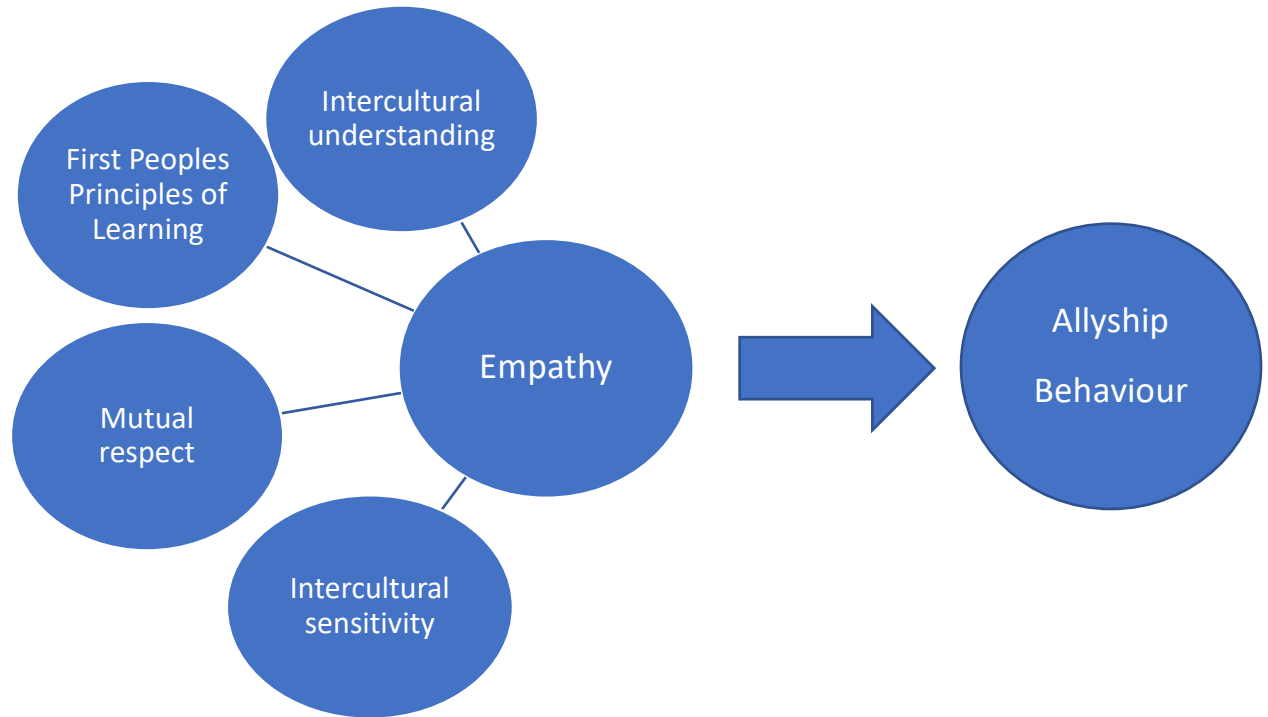 Intercultural
understanding
First Peoples
Principles of
Learning
Mutual
respect
Intercultural
sensitivity
Empathy
Allyship
Behaviour